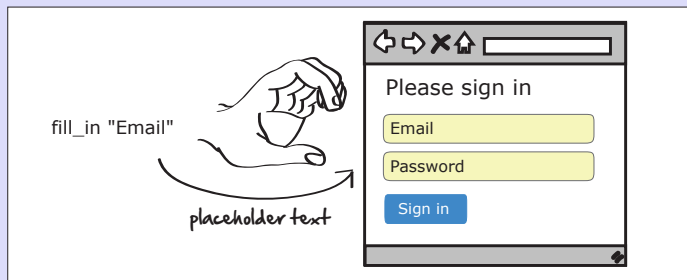 fill_in "Email"
placeholder text
Please sign in
Email
Password
Sign in